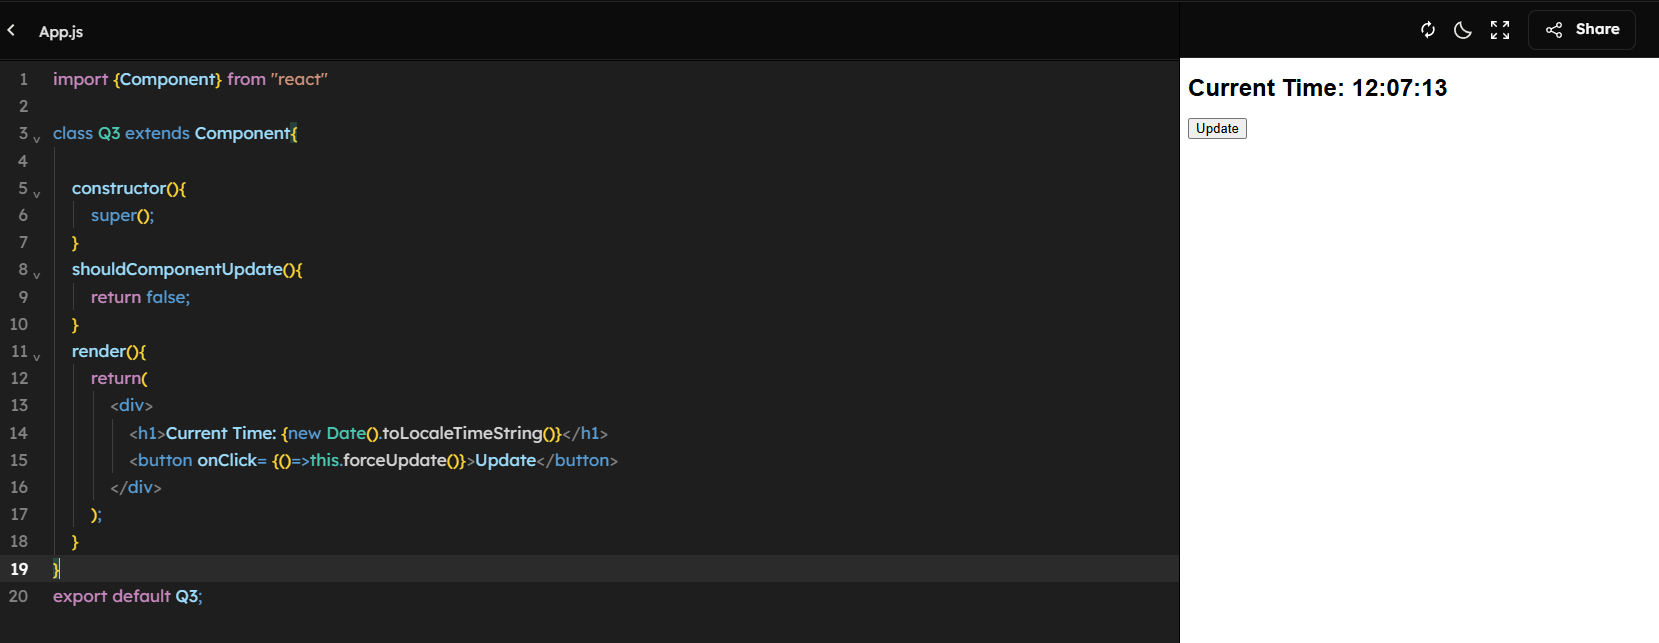 App.js
Share
1 import {Component} from "react"
2
3 class Q3 extends Component{
4
5 constructor(){
6 super();
7 }
8 shouldComponentUpdate(){
9 return false;
10 }
11 render(){
12 return(
13 <div>
14 <h1>Current Time: {new Date().toLocaleTimeString()}</h1>
15 <button onClick= {()=>this.forceUpdate()}>Update</button>
16 </div>
17 );
18 }
19 }
20 export default Q3;
Current Time: 12:07:13
Update